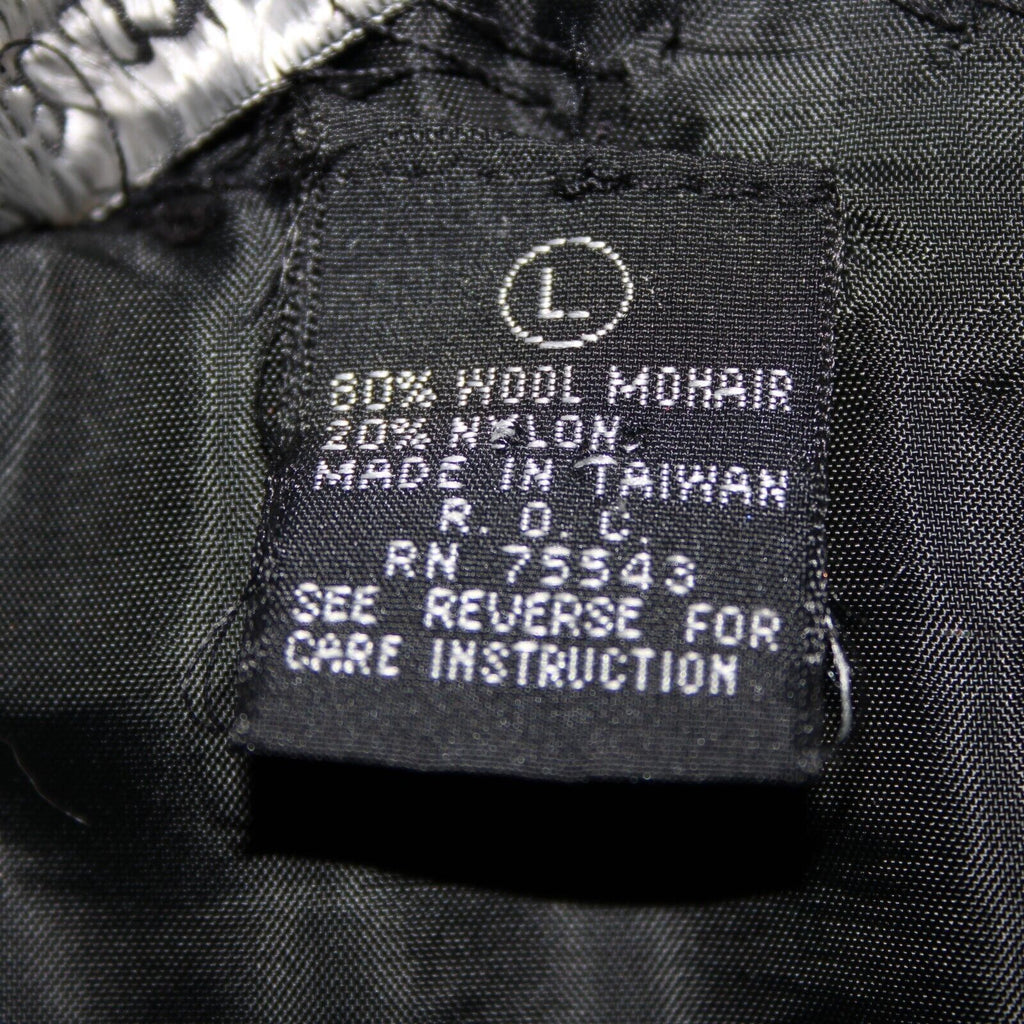 L
80% WOOL MOHAIR
20% NYLON,
MADE IN TAIWAN
R. O. C.
RN 75543
SEE REVERSE FOR
CARE INSTRUCTION